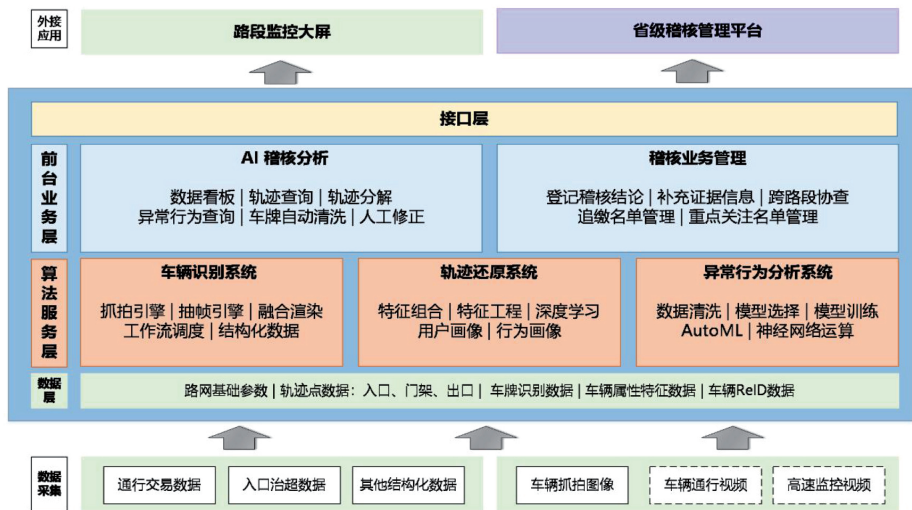 外接
应用
路段监控大屏
省级稽核管理平台
接口层
前台业务层
AI 稽核分析
数据看板 | 轨迹查询 | 轨迹分解
异常行为查询 | 车牌自动清洗 | 人工修正
稽核业务管理
登记稽核结论 | 补充证据信息 | 跨路段协查
追缴名单管理 | 重点关注名单管理
算法服务层
车辆识别系统
抓拍引擎 | 抽帧引擎 | 融合渲染
工作流调度 | 结构化数据
轨迹还原系统
特征组合 | 特征工程 | 深度学习
用户画像 | 行为画像
异常行为分析系统
数据清洗 | 模型选择 | 模型训练
AutoML | 神经网络运算
数据
层
路网基础参数 | 轨迹点数据：入口、门架、出口 | 车牌识别数据 | 车辆属性特征数据 | 车辆ReID数据
数据
采集
通行交易数据
入口治超数据
其他结构化数据
车辆抓拍图像
车辆通行视频
高速监控视频